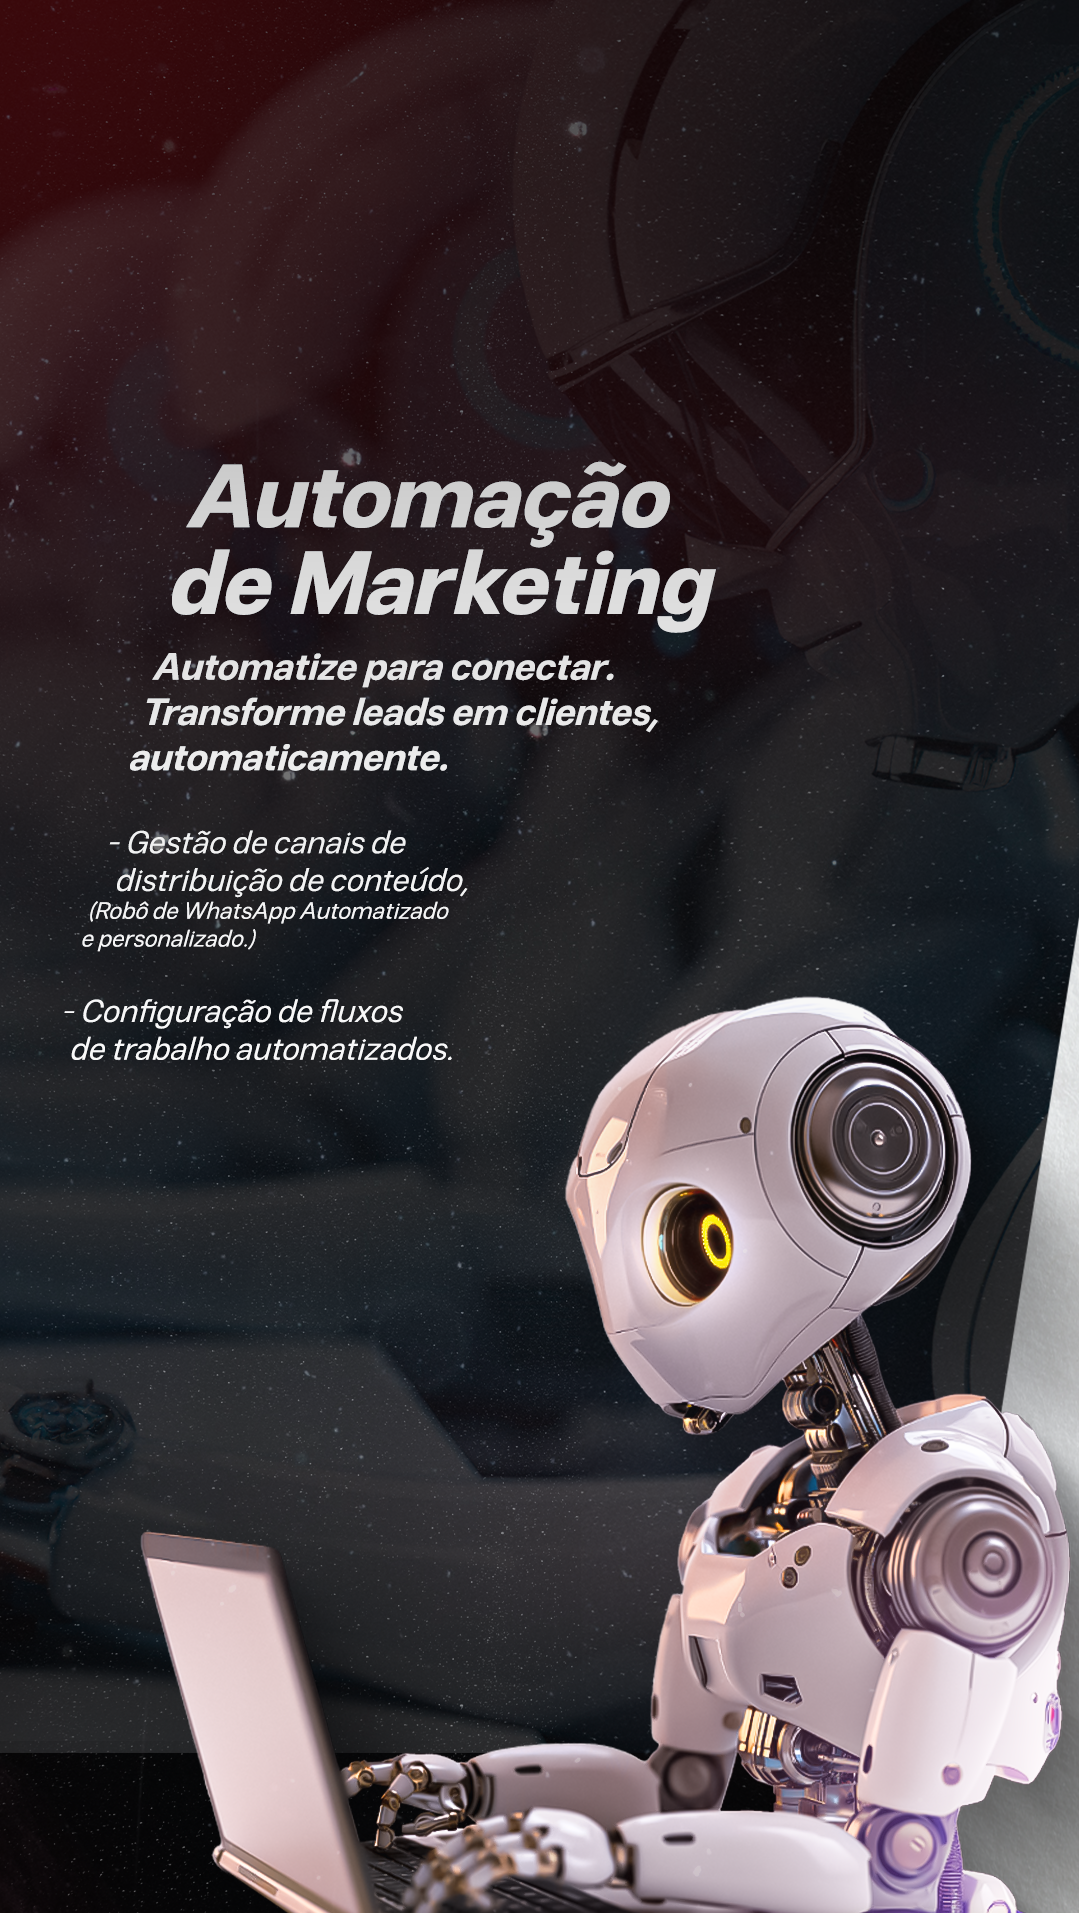 Automação
de Marketing
Automatize para conectar.
Transforme leads em clientes,
automaticamente.
- Gestão de canais de
distribuição de conteúdo,
(Robô de WhatsApp Automatizado
e personalizado.)
- Configuração de fluxos
de trabalho automatizados.